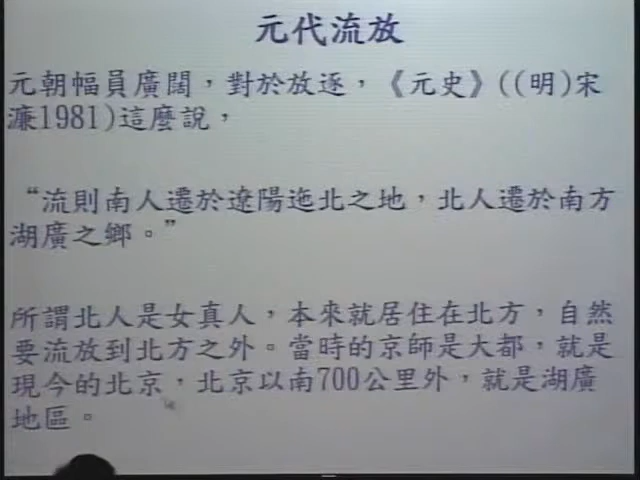 元代流放
元朝幅員廣闊，對於放逐，《元史》((明)宋
濂1981)這麼說，
“流則南人遷於遼陽迤北之地，北人遷於南方
湖廣之鄉。”
所謂北人是女真人，本來就居住在北方，自然
要流放到北方之外。當時的京師是大都，就是
現今的北京，北京以南700公里外，就是湖廣
地區。